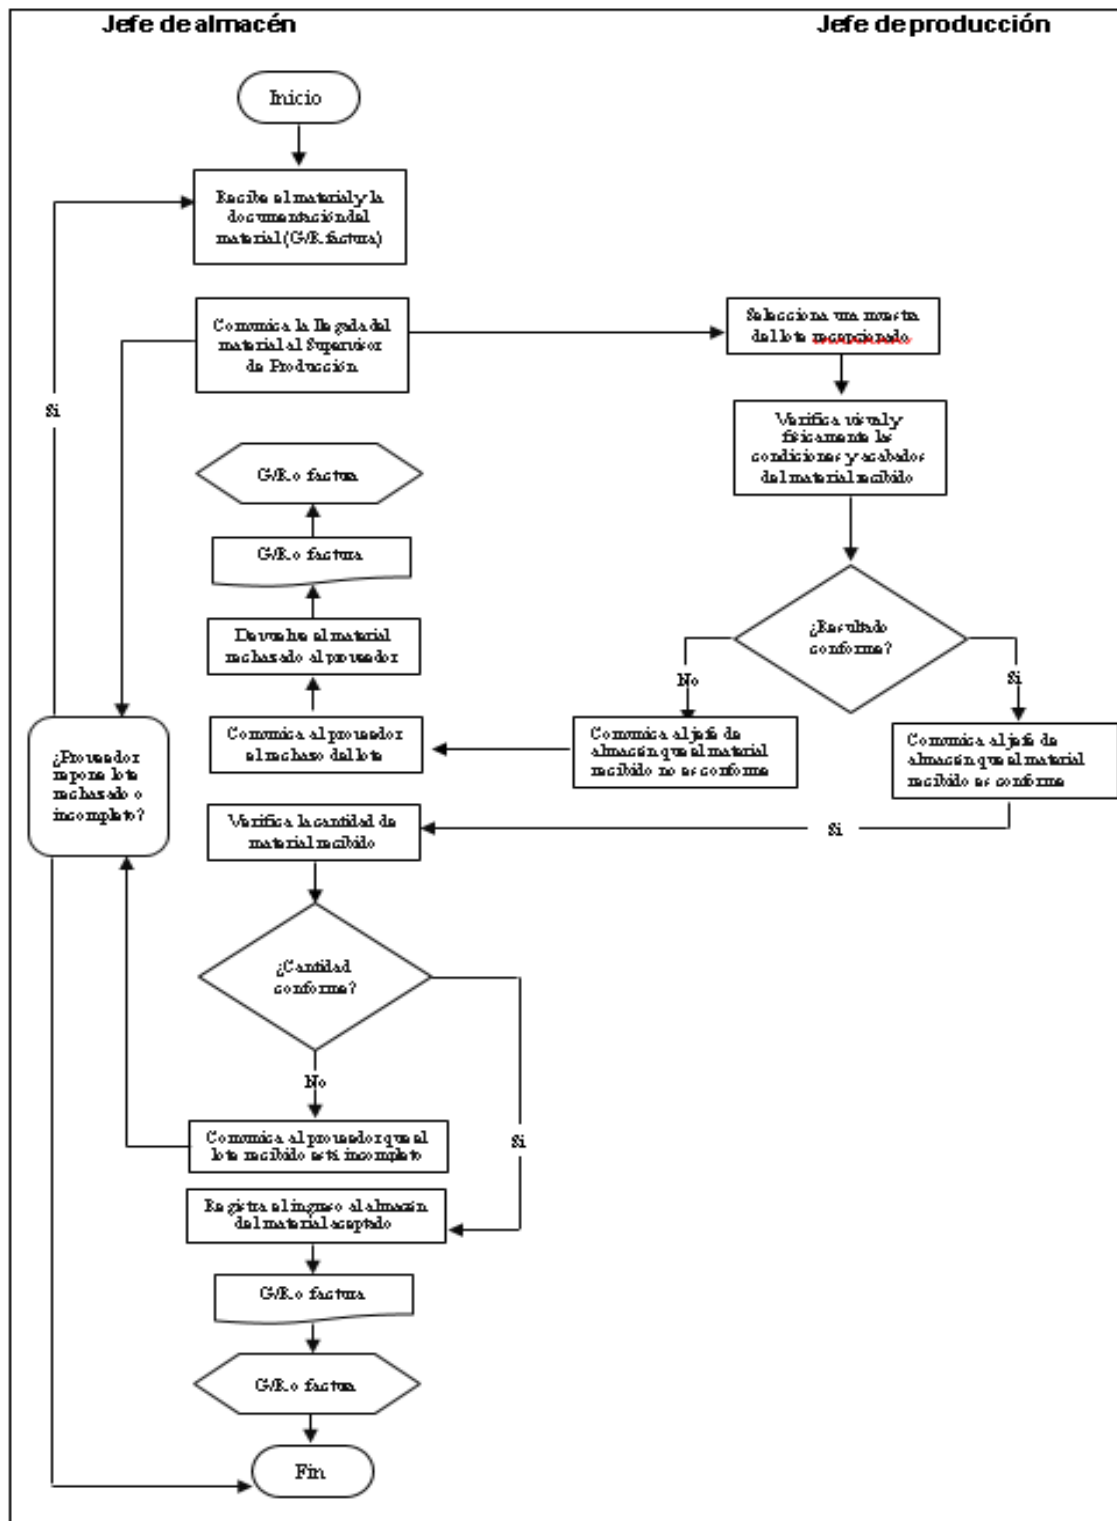 Jefe de almacén
Jefe de producción
Inicio
Recibe el material y la
documentación del
material (G/R factura)
Comunica la llegada del
material al Supervisor
de Producción
Selecciona una muestra
del lote recepcionado
Verifica visual y
físicamente las
condiciones y acabados
del material recibido
Si
G/R o factura
G/R o factura
Devuelve el material
rechazado al proveedor
¿Resultado
conforme?
No
Si
Comunica al proveedor
el rechazo del lote
Comunica al jefe de
almacén que el material
recibido no es conforme
Comunica al jefe de
almacén que el material
recibido es conforme
¿Proveedor
repone lote
rechazado o
incompleto?
Verifica la cantidad de
material recibido
Si
¿Cantidad
conforme?
No
Si
Comunica al proveedor que el
lote recibido está incompleto
Registra el ingreso al almacén
del material aceptado
G/R o factura
G/R o factura
Fin